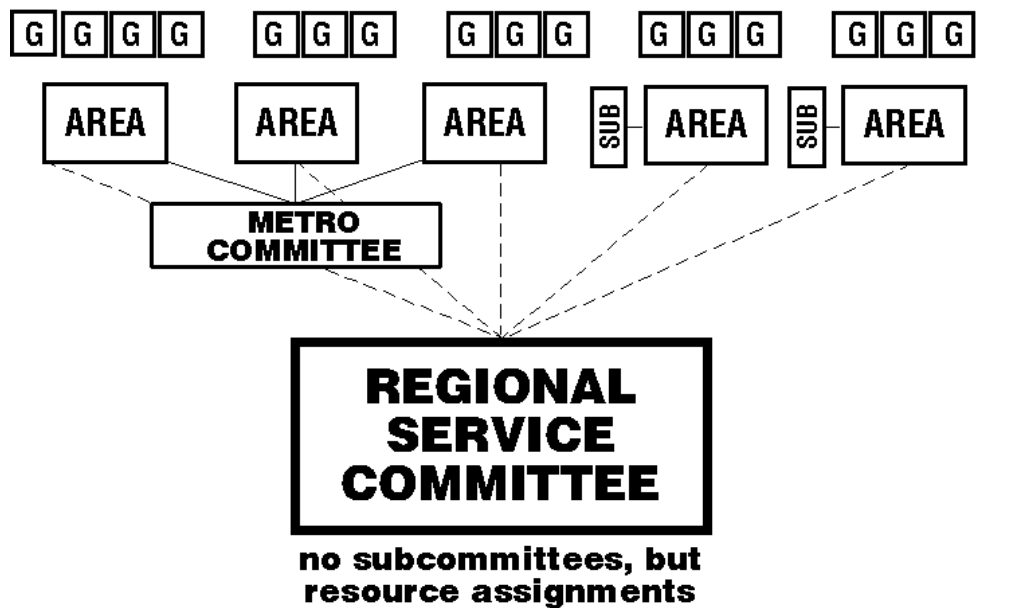 G G G G G G G G G G G G G G G G
AREA AREA AREA SUB AREA SUB AREA
METRO
COMMITTEE
REGIONAL
SERVICE
COMMITTEE
no subcommittees, but
resource assignments